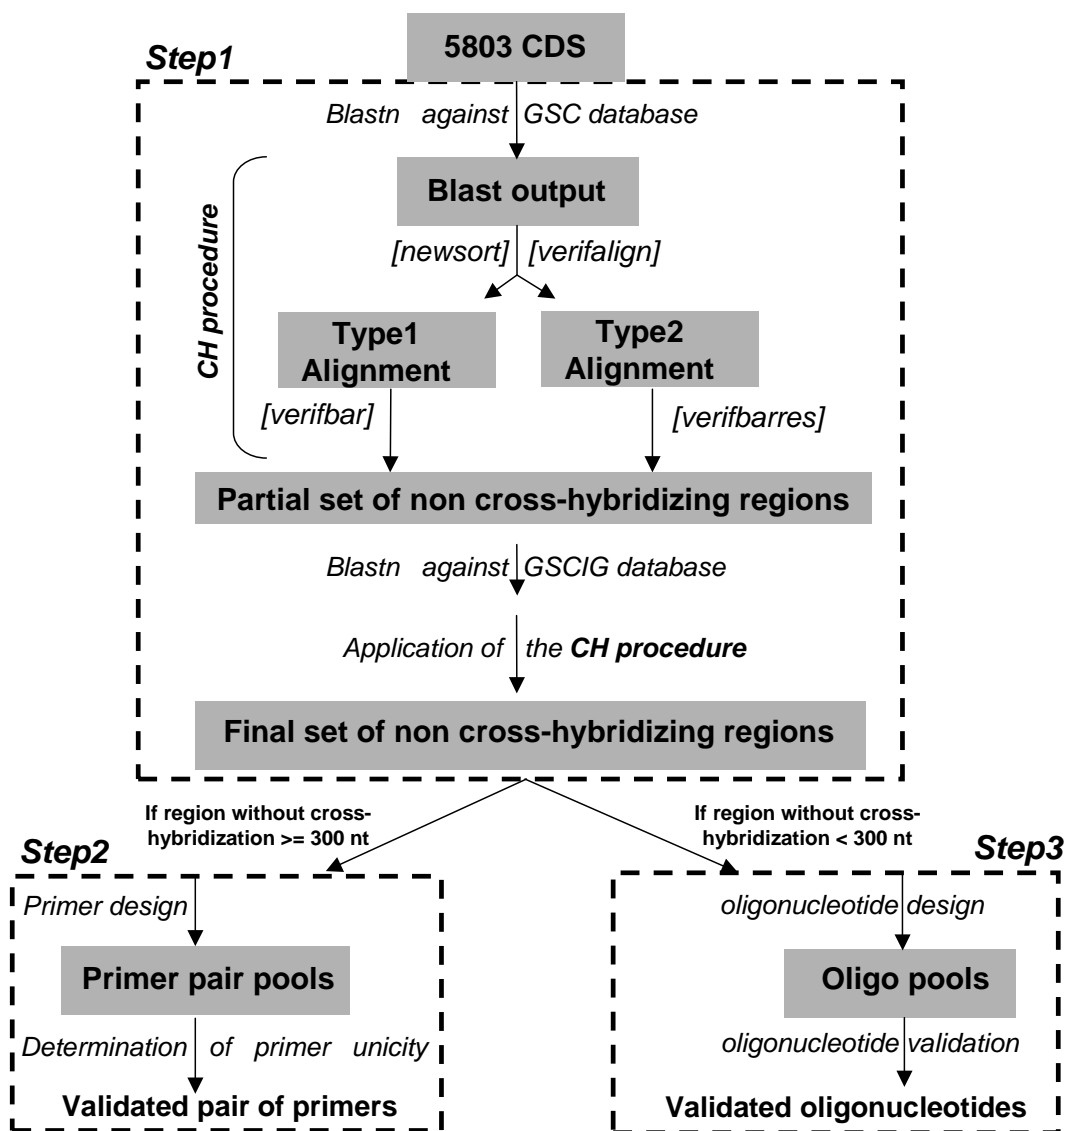 5803 CDS
Step1
Blastn against GSC database
Blast output
CH procedure
[newsort] [verifalign]
Type1
Alignment
Type2
Alignment
[verifbar]
[verifbarres]
Partial set of non cross-hybridizing regions
Blastn against GSCIG database
Application of the CH procedure
Final set of non cross-hybridizing regions
If region without cross-
hybridization >= 300 nt
If region without cross-
hybridization < 300 nt
Step2
Primer design
Primer pair pools
Determination of primer unicity
Validated pair of primers
Step3
oligonucleotide design
Oligo pools
oligonucleotide validation
Validated oligonucleotides